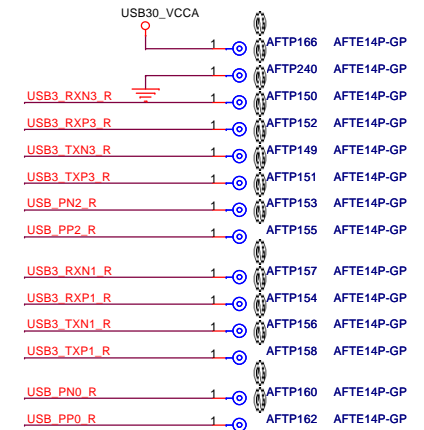 USB30_VCCA
1 AFTP166 AFTE14P-GP
1 AFTP240 AFTE14P-GP
USB3_RXN3_R 1 AFTP150 AFTE14P-GP
USB3_RXP3_R 1 AFTP152 AFTE14P-GP
USB3_TXN3_R 1 AFTP149 AFTE14P-GP
USB3_TXP3_R 1 AFTP151 AFTE14P-GP
USB_PN2_R 1 AFTP153 AFTE14P-GP
USB_PP2_R 1 AFTP155 AFTE14P-GP
USB3_RXN1_R 1 AFTP157 AFTE14P-GP
USB3_RXP1_R 1 AFTP154 AFTE14P-GP
USB3_TXN1_R 1 AFTP156 AFTE14P-GP
USB3_TXP1_R 1 AFTP158 AFTE14P-GP
USB_PN0_R 1 AFTP160 AFTE14P-GP
USB_PP0_R 1 AFTP162 AFTE14P-GP